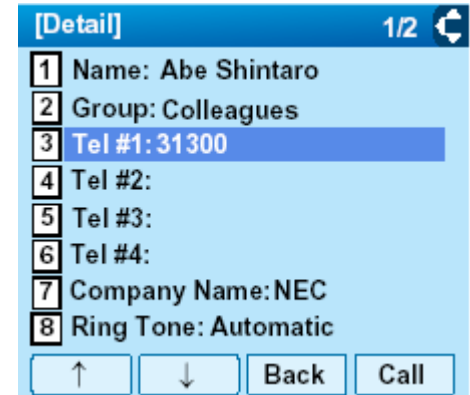 [Detail] 1/2
1 Name: Abe Shintaro
2 Group: Colleagues
3 Tel #1: 31300
4 Tel #2:
5 Tel #3:
6 Tel #4:
7 Company Name: NEC
8 Ring Tone: Automatic
↑ ↓ Back Call